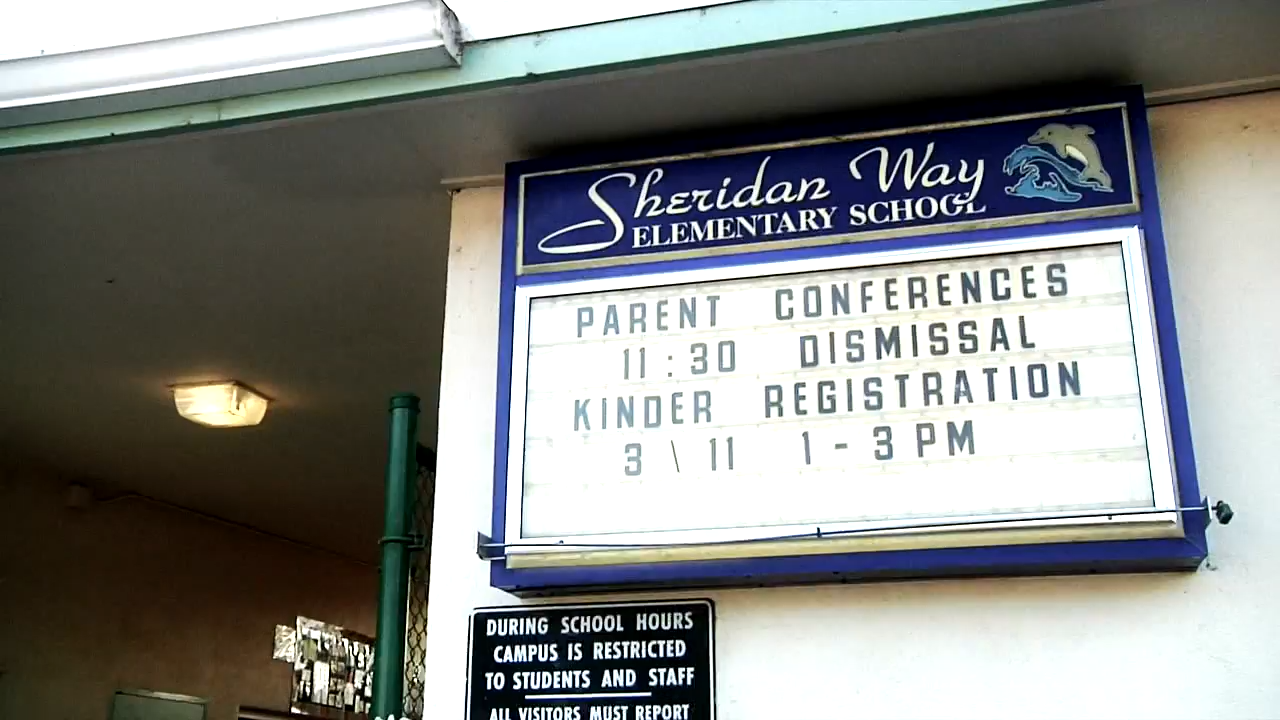 Sheridan Way
ELEMENTARY SCHOOL
PARENT CONFERENCES
11:30 DISMISSAL
KINDER REGISTRATION
3 \ 11 1-3PM
DURING SCHOOL HOURS
CAMPUS IS RESTRICTED
TO STUDENTS AND STAFF
ALL VISITORS MUST REPORT